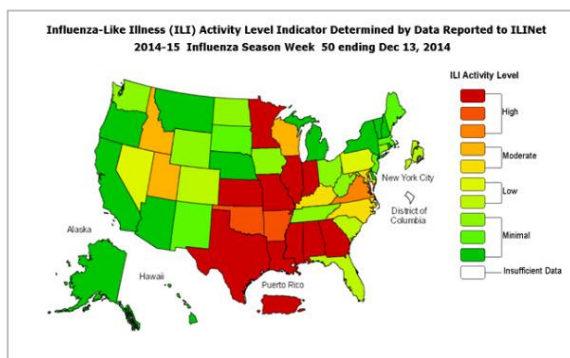 Influenza-Like Illness (ILI) Activity Level Indicator Determined by Data Reported to ILINet
2014-15 Influenza Season Week 50 ending Dec 13, 2014
ILI Activity Level
High
Moderate
New York City
Low
District of
Columbia
Alaska
Minimal
Hawaii
Puerto Rico
Insufficient Data